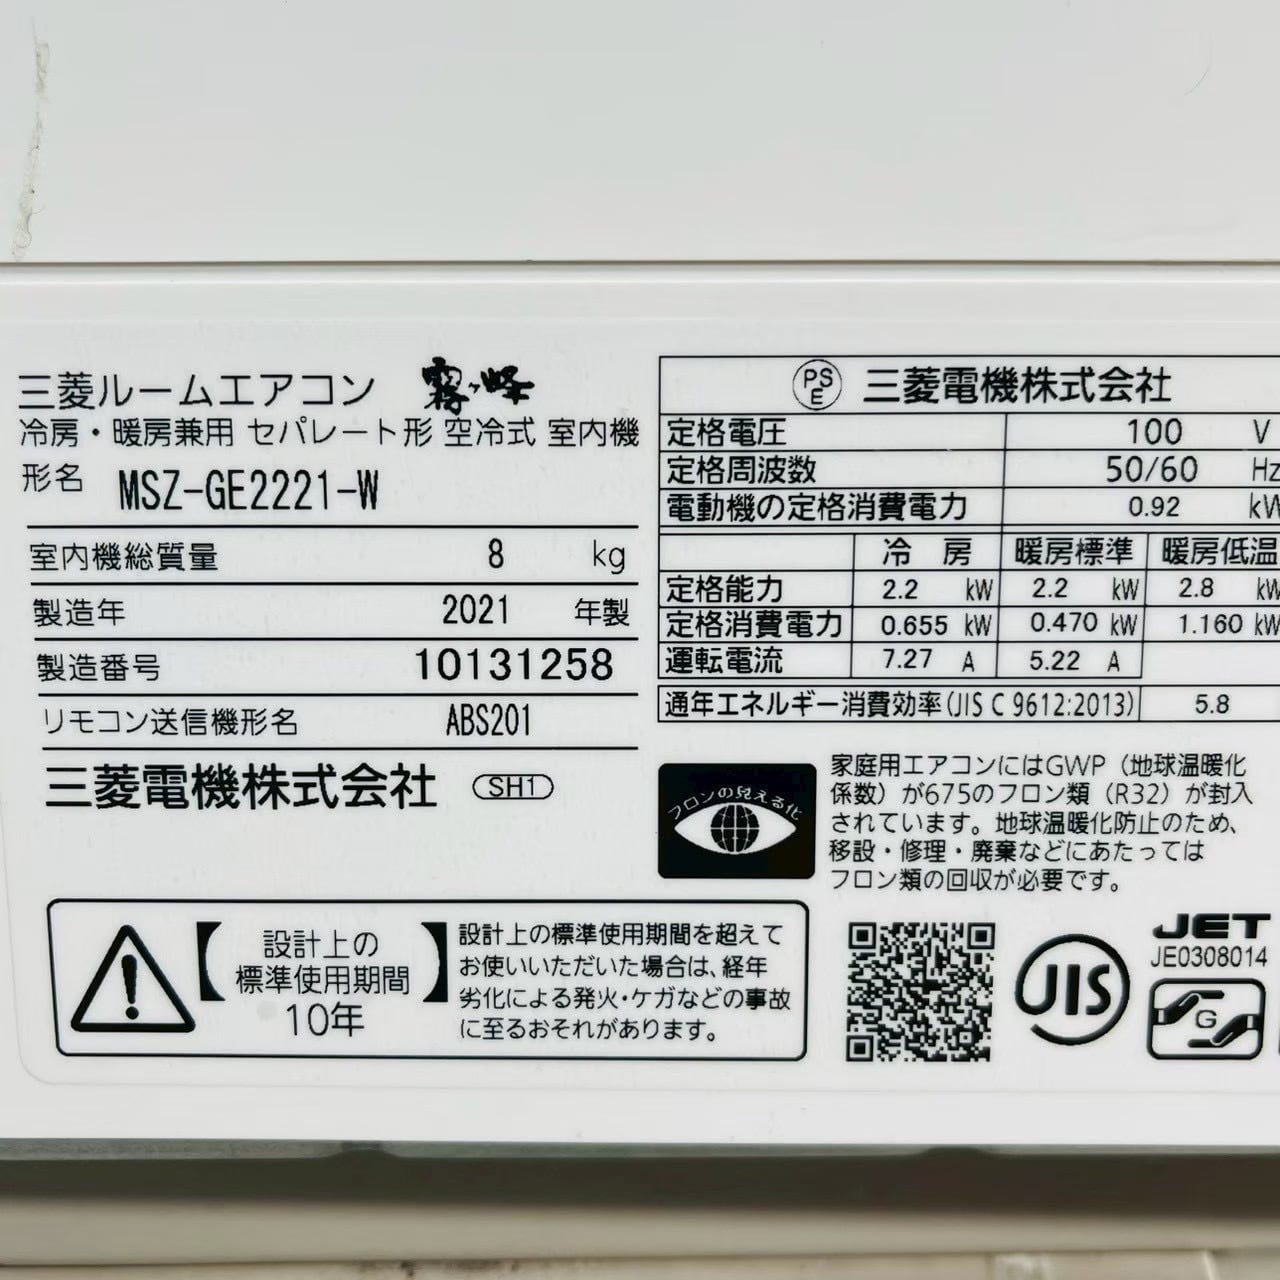 三菱ルームエアコン 霧ヶ峰
冷房・暖房兼用 セパレート形 空冷式 室内機
形名 MSZ-GE2221-W
室内機総質量 8 kg
製造年 2021 年製
製造番号 10131258
リモコン送信機形名 ABS201
三菱電機株式会社 SH1
PSE 三菱電機株式会社
定格電圧 100 V
定格周波数 50/60 Hz
電動機の定格消費電力 0.92 kW
冷房 暖房標準 暖房低温
定格能力 2.2 kW 2.2 kW 2.8 kW
定格消費電力 0.655 kW 0.470 kW 1.160 kW
運転電流 7.27 A 5.22 A
通年エネルギー消費効率(JIS C 9612:2013) 5.8
フロンの見える化
家庭用エアコンにはGWP（地球温暖化
係数）が675のフロン類（R32）が封入
されています。地球温暖化防止のため、
移設・修理・廃棄などにあたっては
フロン類の回収が必要です。
【設計上の
標準使用期間】
10年
設計上の標準使用期間を超えて
お使いいただいた場合は、経年
劣化による発火・ケガなどの事故
に至るおそれがあります。
JIS
JET
JE0308014
G